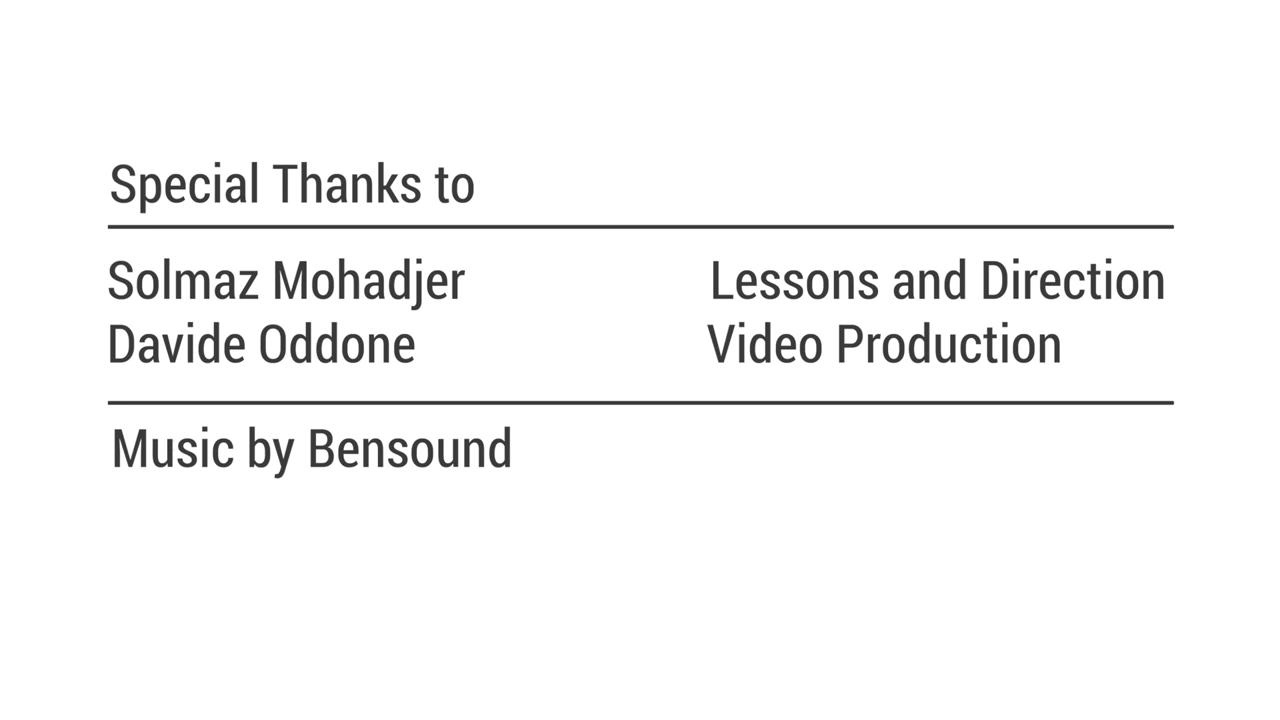 Special Thanks to
Solmaz Mohadjer Lessons and Direction
Davide Oddone Video Production
Music by Bensound